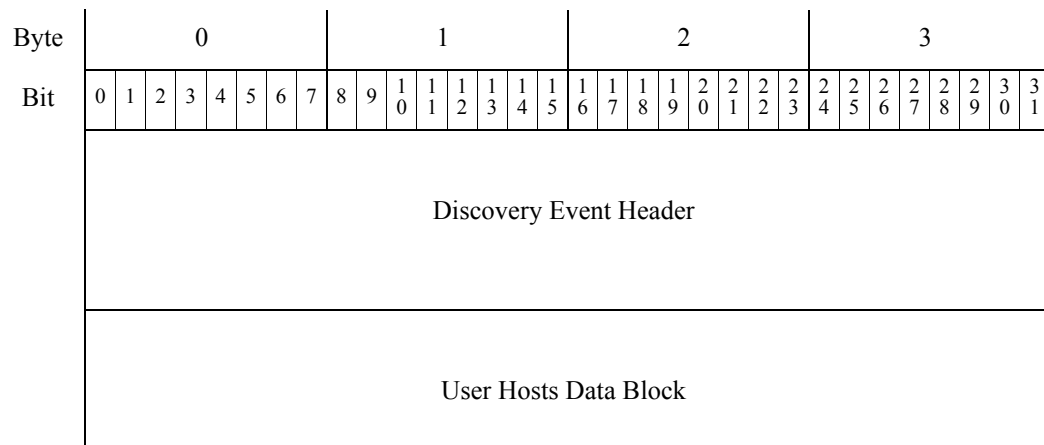 Byte 0 1 2 3
Bit 0 1 2 3 4 5 6 7 8 9 10 11 12 13 14 15 16 17 18 19 20 21 22 23 24 25 26 27 28 29 30 31
Discovery Event Header
User Hosts Data Block